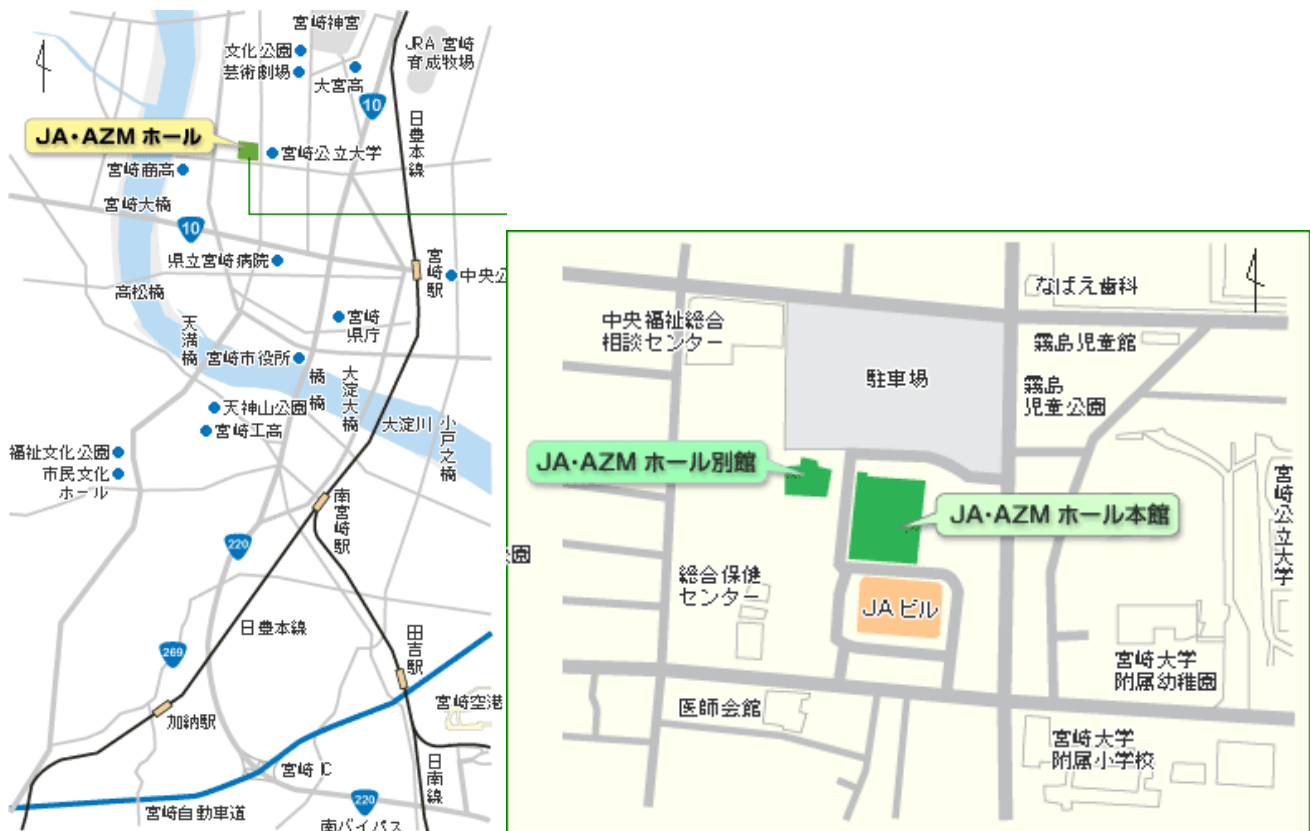 宮崎神宮
文化公園
芸術劇場
大宮高
JRA 宮崎
育成牧場
10
日豊本線
JA・AZM ホール
宮崎公立大学
宮崎商高
宮崎大橋
10
県立宮崎病院
宮崎駅
中央公
高松橋
天満橋
宮崎
県庁
宮崎市役所
橘橋
大淀大橋
天神山公園
宮崎工高
大淀川
小戸之橋
福祉文化公園
市民文化
ホール
南宮崎駅
220
日豊本線
269
田吉駅
宮崎空港
加納駅
宮崎 IC
日南線
宮崎自動車道
220
南バイパス
なばえ歯科
中央福祉総合
相談センター
霧島児童館
駐車場
霧島
児童公園
JA・AZM ホール別館
宮崎公立大学
JA・AZM ホール本館
公園
総合保健
センター
JA ビル
宮崎大学
附属幼稚園
医師会館
宮崎大学
附属小学校